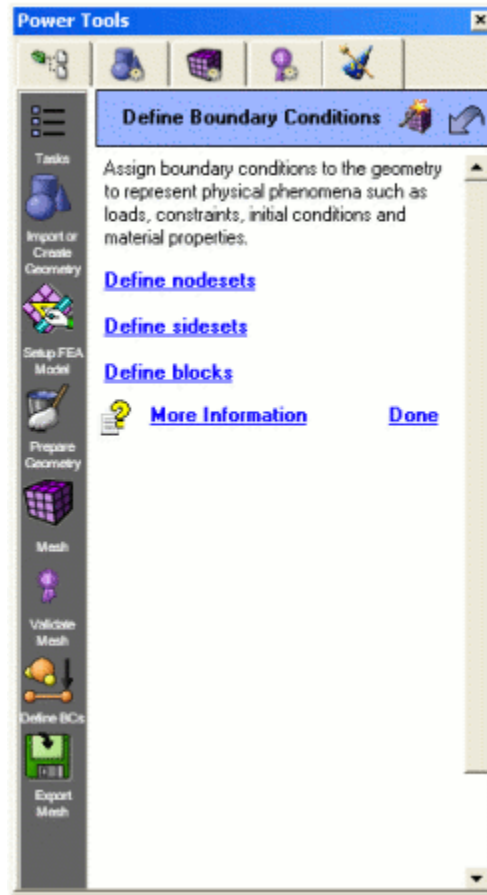 Power Tools
Define Boundary Conditions
Tasks
Import or
Create
Geometry
Setup FEA
Model
Prepare
Geometry
Mesh
Validate
Mesh
Define BCs
Export
Mesh
Assign boundary conditions to the geometry
to represent physical phenomena such as
loads, constraints, initial conditions and
material properties.
Define nodesets
Define sidesets
Define blocks
More Information
Done